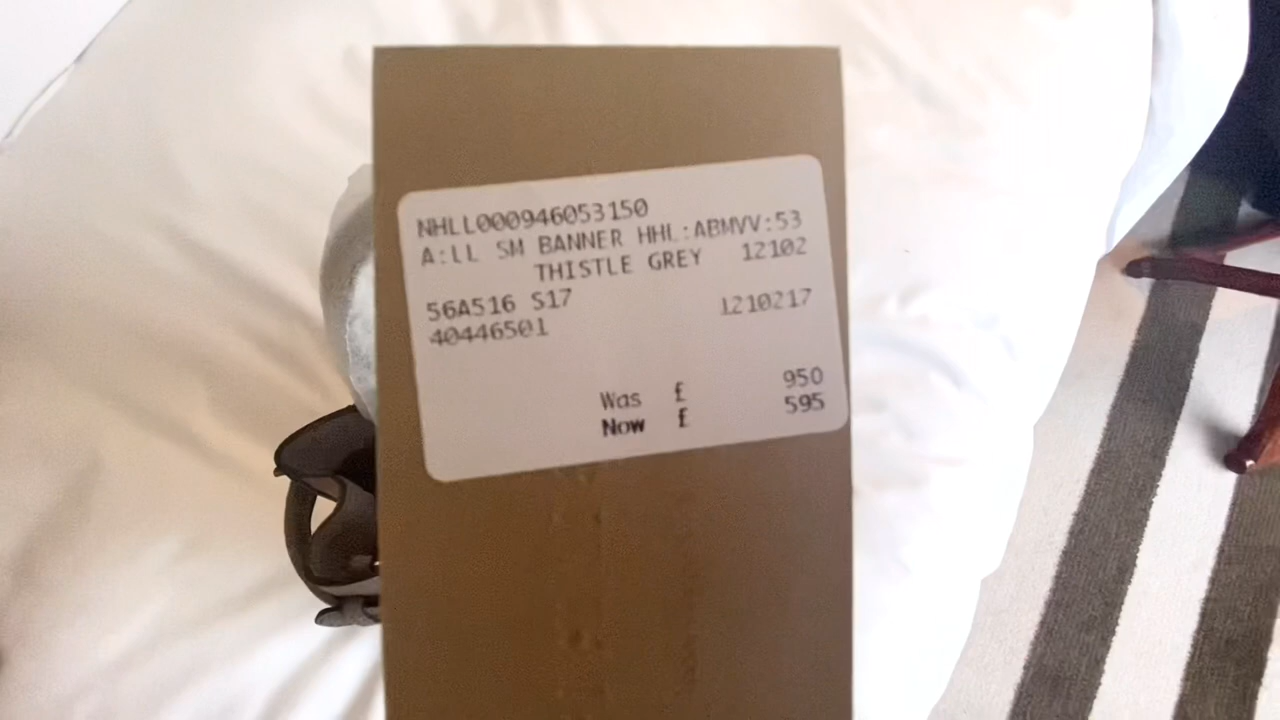 NHLL000946053150
A:LL SM BANNER HHL:ABMVV:53
THISTLE GREY 12102
56A516 S17 1210217
40446501
Was £ 950
Now £ 595